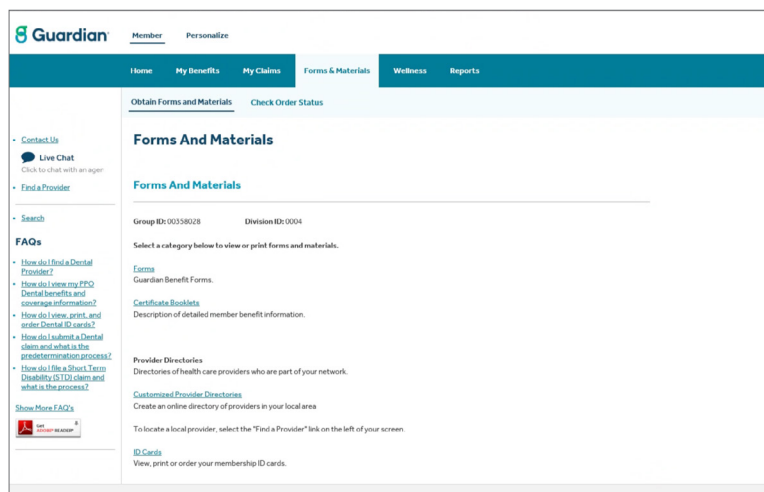 Guardian
Member Personalize
Home My Benefits My Claims Forms & Materials Wellness Reports
Obtain Forms and Materials Check Order Status
Contact Us
Live Chat
Click to chat with an ager
Find a Provider
Search
FAQs
How do I find a Dental
Provider?
How do I view my PPO
Dental benefits and
coverage information?
How do I view, print, and
order Dental ID cards?
How do I submit a Dental
claim and what is the
predetermination process?
How do I file a Short Term
Disability (STD) claim and
what is the process?
Show More FAQ's
Get
ADOBE® READER®
Forms And Materials
Forms And Materials
Group ID: 00358028 Division ID: 0004
Select a category below to view or print forms and materials.
Forms
Guardian Benefit Forms.
Certificate Booklets
Description of detailed member benefit information.
Provider Directories
Directories of health care providers who are part of your network.
Customized Provider Directories
Create an online directory of providers in your local area
To locate a local provider, select the "Find a Provider" link on the left of your screen.
ID Cards
View, print or order your membership ID cards.